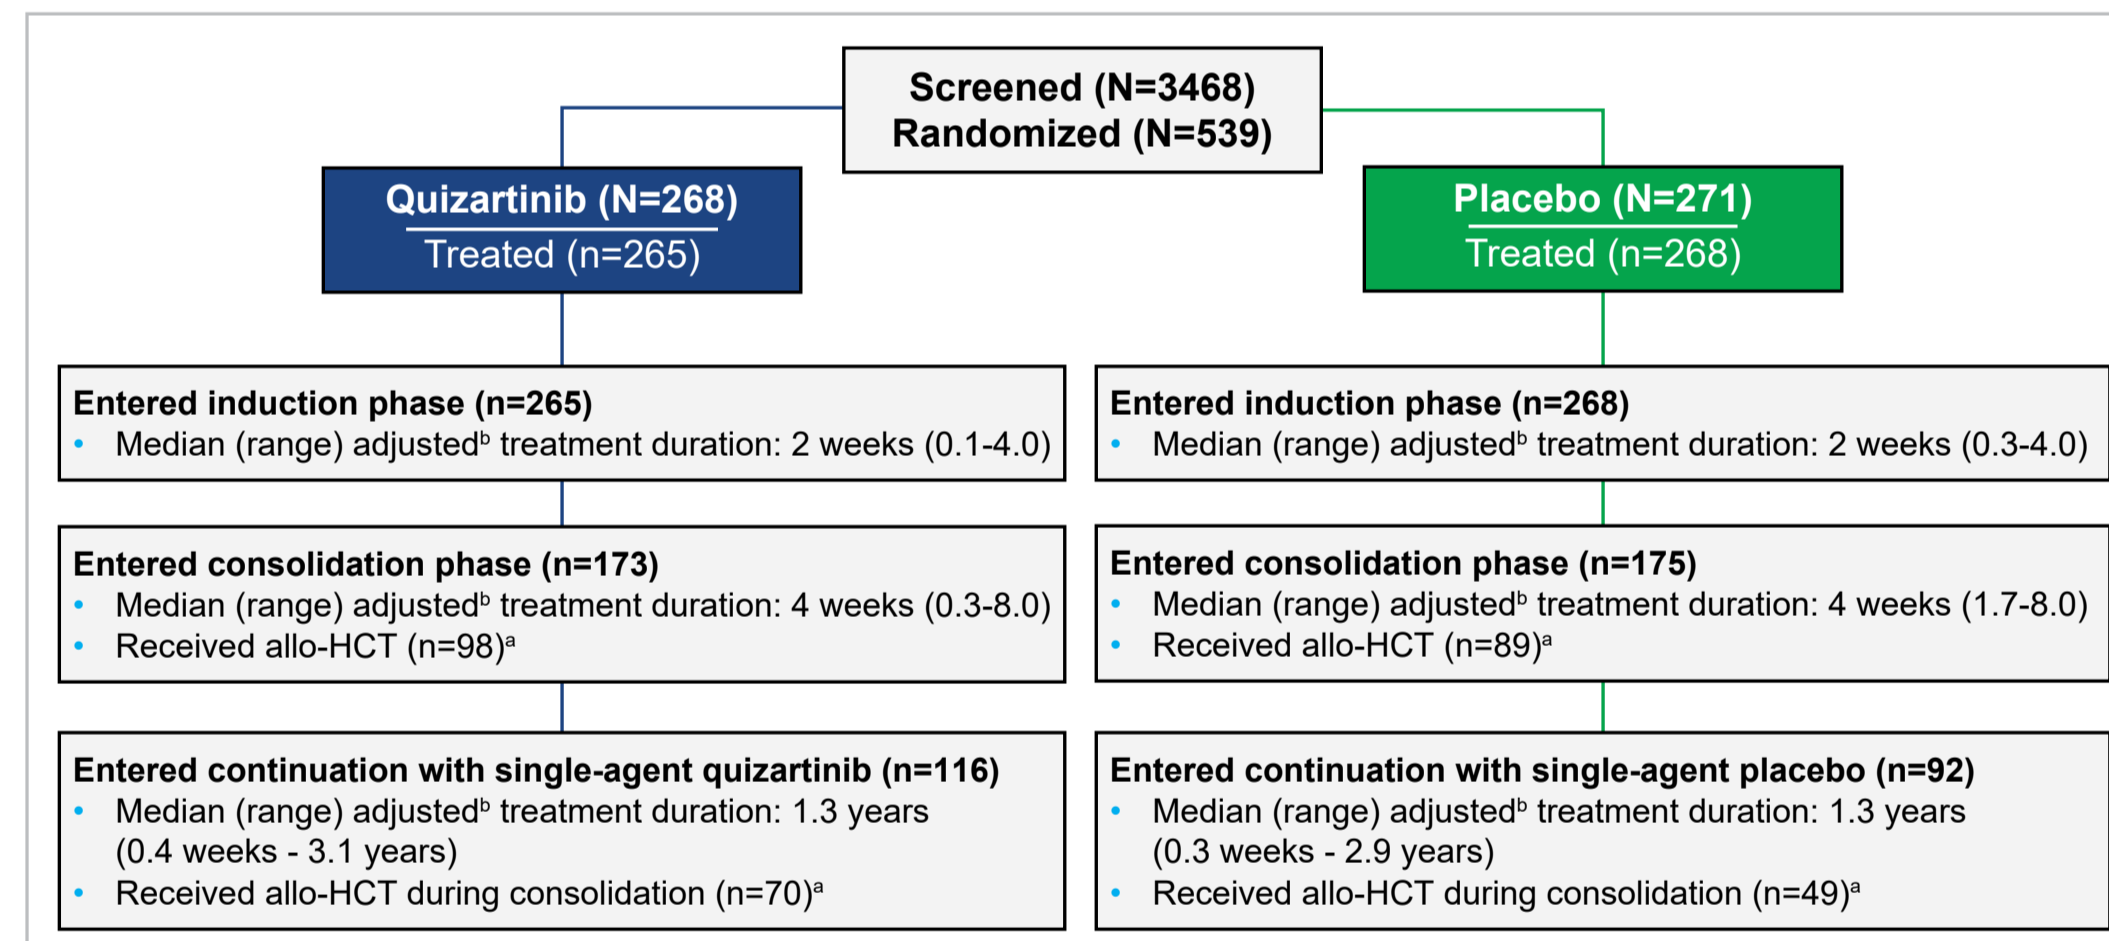 Screened (N=3468)
Randomized (N=539)
Quizartinib (N=268)
Treated (n=265)
Placebo (N=271)
Treated (n=268)
Entered induction phase (n=265)
• Median (range) adjustedᵇ treatment duration: 2 weeks (0.1-4.0)
Entered induction phase (n=268)
• Median (range) adjustedᵇ treatment duration: 2 weeks (0.3-4.0)
Entered consolidation phase (n=173)
• Median (range) adjustedᵇ treatment duration: 4 weeks (0.3-8.0)
• Received allo-HCT (n=98)ᵃ
Entered consolidation phase (n=175)
• Median (range) adjustedᵇ treatment duration: 4 weeks (1.7-8.0)
• Received allo-HCT (n=89)ᵃ
Entered continuation with single-agent quizartinib (n=116)
• Median (range) adjustedᵇ treatment duration: 1.3 years
(0.4 weeks - 3.1 years)
• Received allo-HCT during consolidation (n=70)ᵃ
Entered continuation with single-agent placebo (n=92)
• Median (range) adjustedᵇ treatment duration: 1.3 years
(0.3 weeks - 2.9 years)
• Received allo-HCT during consolidation (n=49)ᵃ